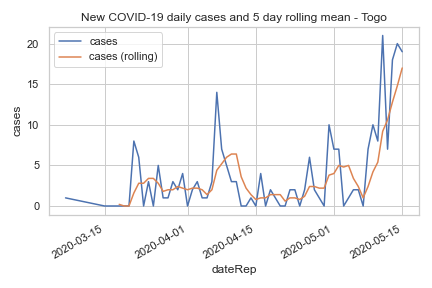 New COVID-19 daily cases and 5 day rolling mean - Togo
cases
cases (rolling)
20
15
10
5
0
cases
2020-03-15
2020-04-01
2020-04-15
2020-05-01
2020-05-15
dateRep